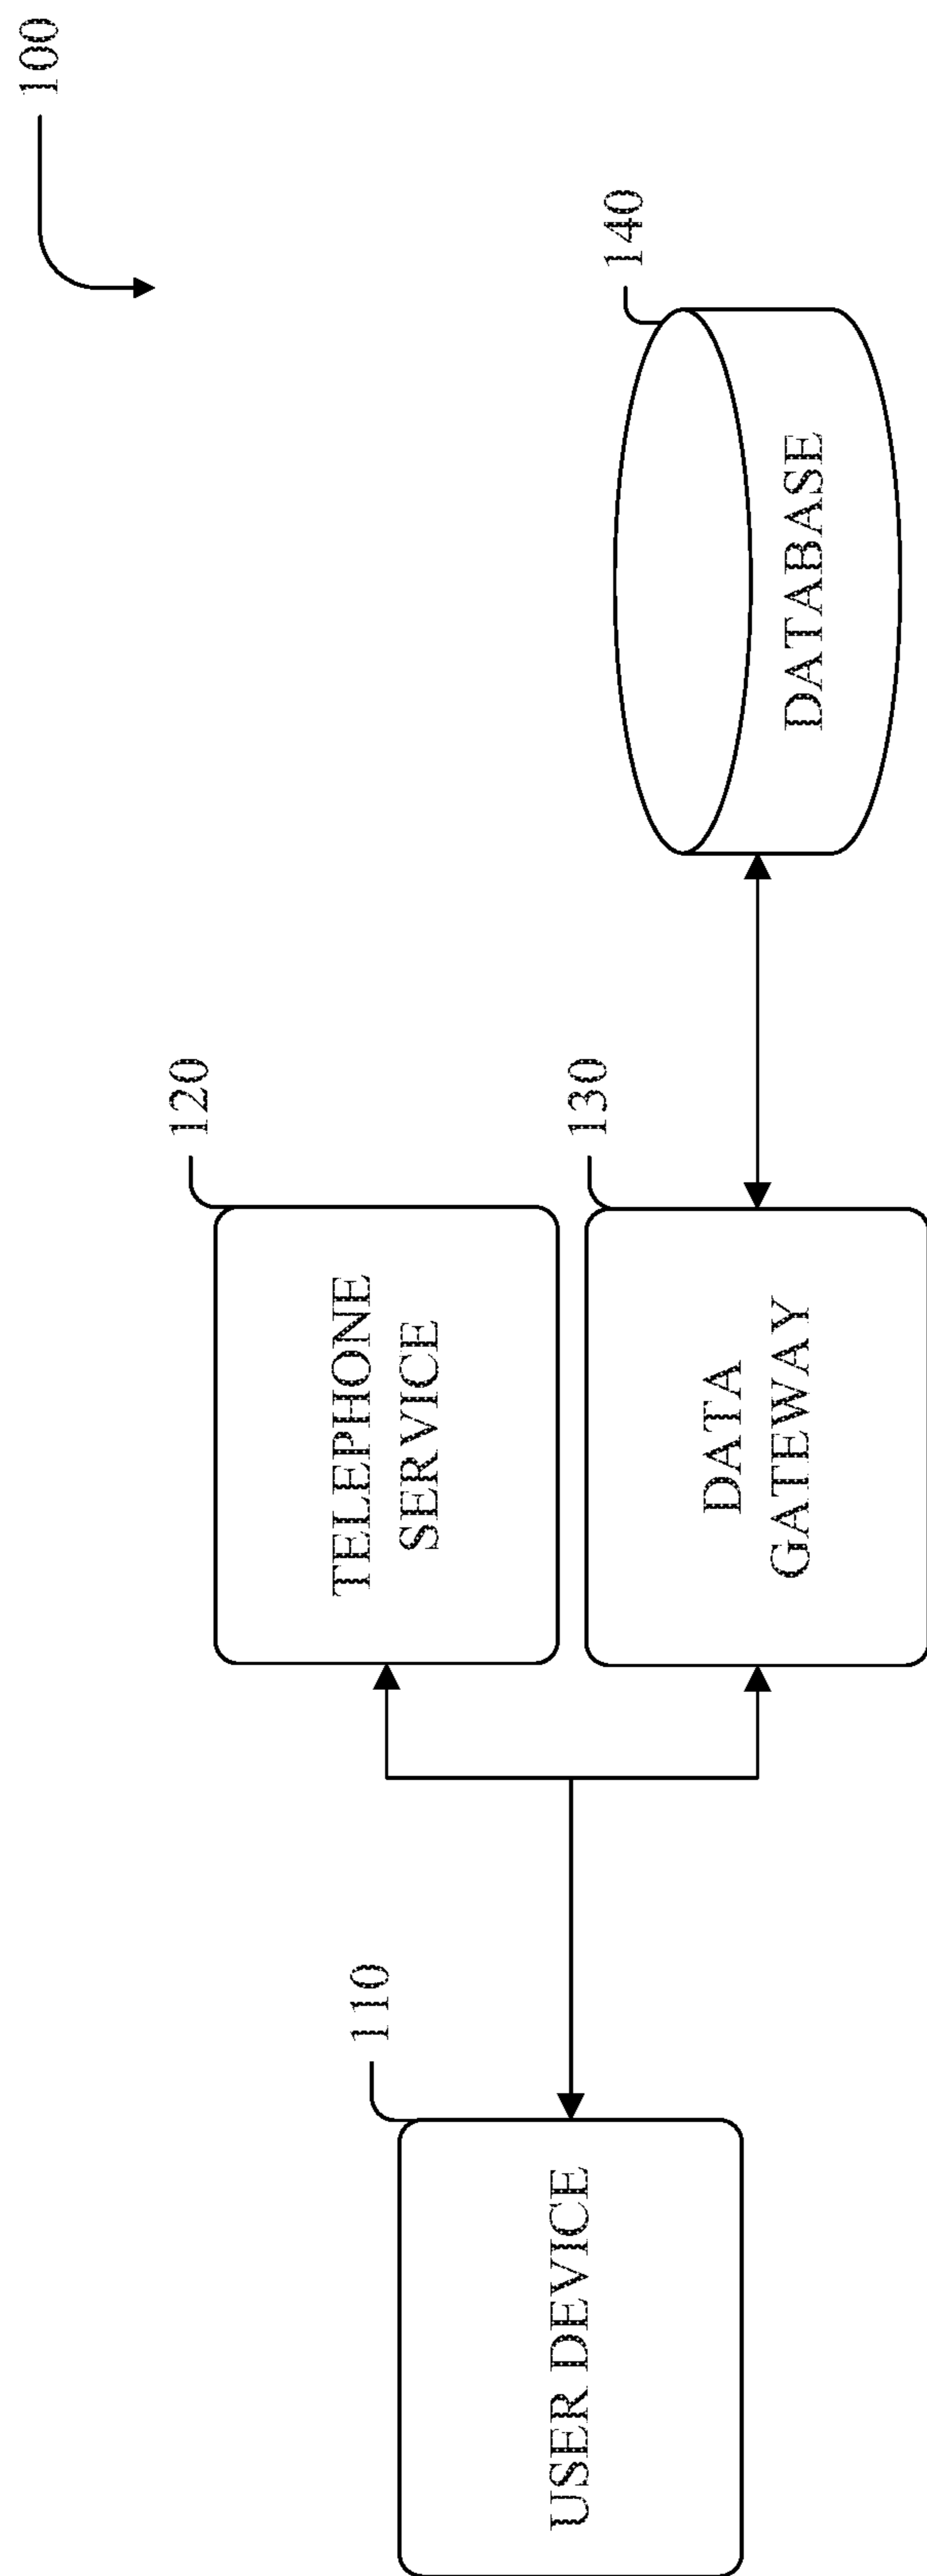 100
110
USER DEVICE
120
TELEPHONE
SERVICE
130
DATA
GATEWAY
140
DATABASE